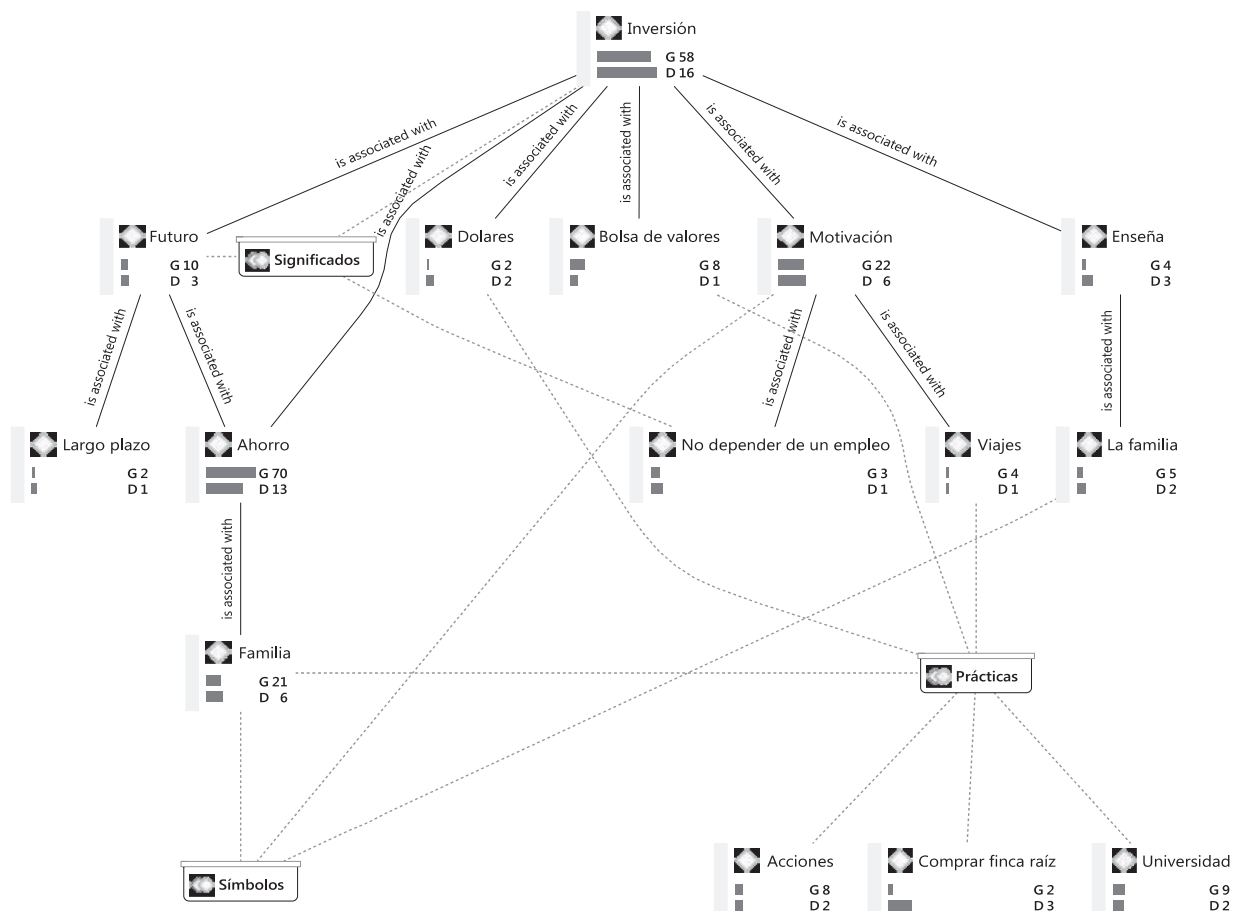 Inversión
G 58
D 16
is associated with
is associated with
is associated with
is associated with
is associated with
is associated with
is associated with
Futuro
G 10
D 3
Significados
Dolares
G 2
D 2
Bolsa de valores
G 8
D 1
Motivación
G 22
D 6
Enseña
G 4
D 3
is associated with
is associated with
is associated with
is associated with
is associated with
Largo plazo
G 2
D 1
Ahorro
G 70
D 13
No depender de un empleo
G 3
D 1
Viajes
G 4
D 1
La familia
G 5
D 2
is associated with
Familia
G 21
D 6
Prácticas
Símbolos
Acciones
G 8
D 2
Comprar finca raíz
G 2
D 3
Universidad
G 9
D 2